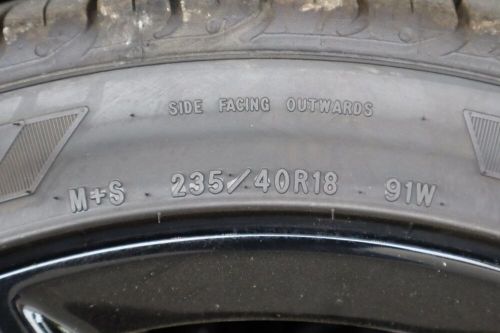 SIDE FACING OUTWARDS
M+S 235/40R18 91W